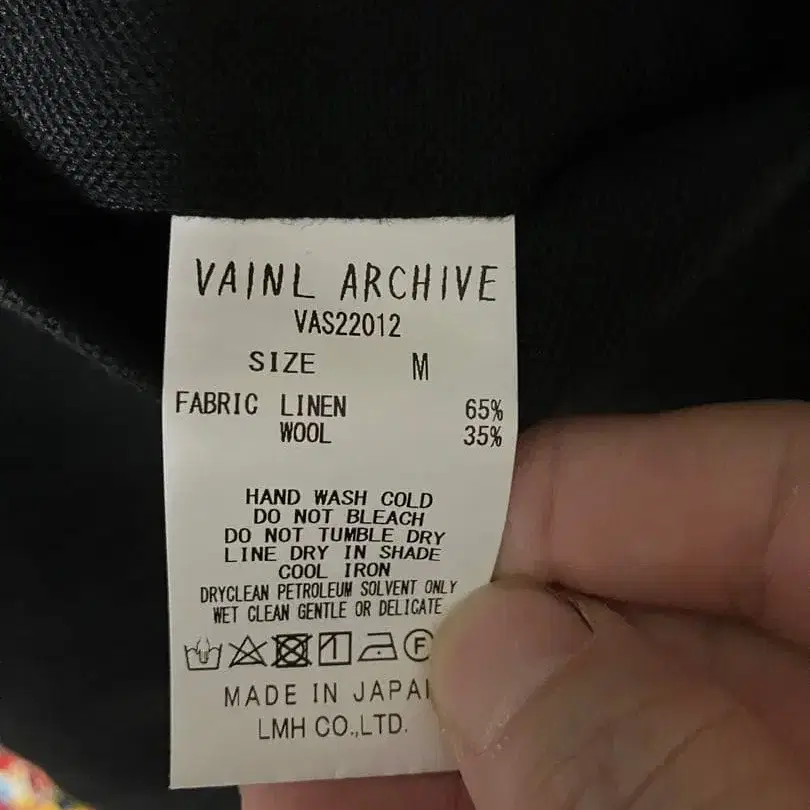 VAINL ARCHIVE
VAS22012
SIZE M
FABRIC LINEN 65%
WOOL 35%
HAND WASH COLD
DO NOT BLEACH
DO NOT TUMBLE DRY
LINE DRY IN SHADE
COOL IRON
DRYCLEAN PETROLEUM SOLVENT ONLY
WET CLEAN GENTLE OR DELICATE
F
MADE IN JAPA
LMH CO.,LTD.